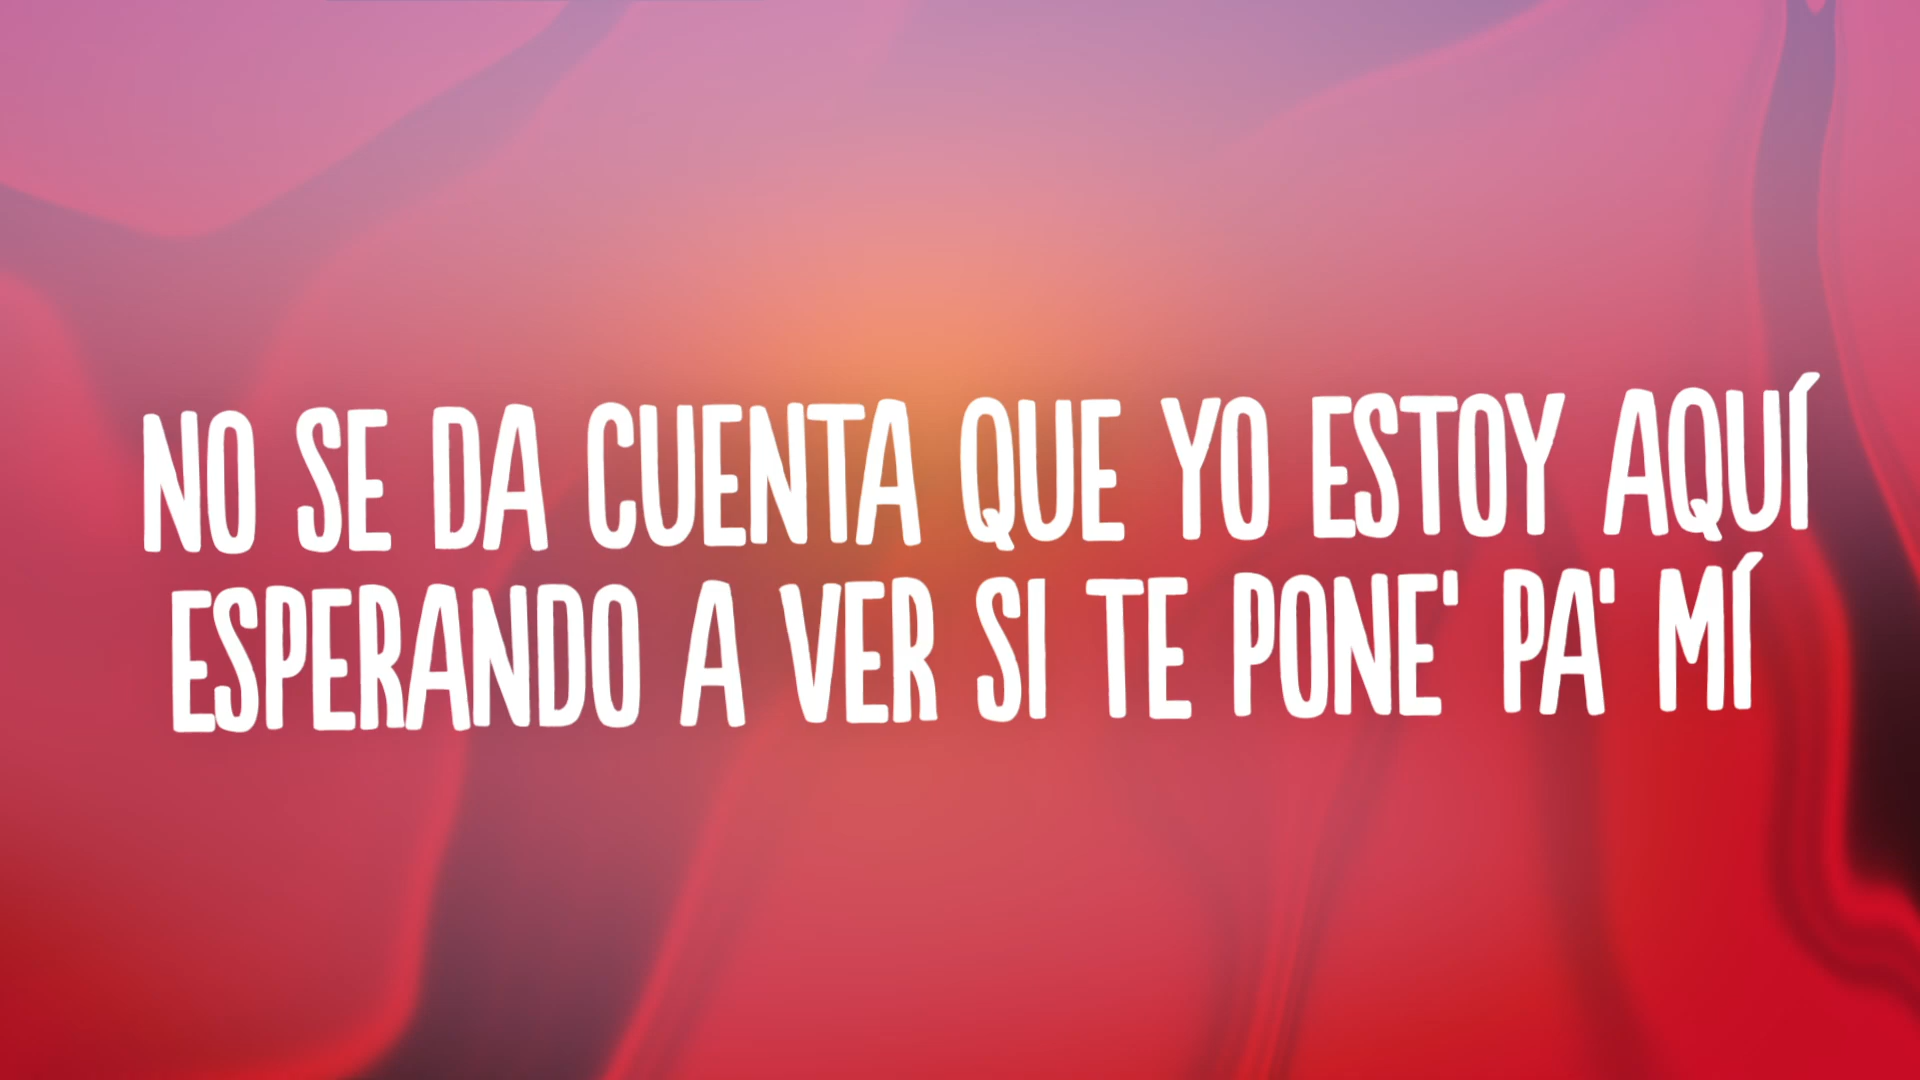 NO SE DA CUENTA QUE YO ESTOY AQUÍ
ESPERANDO A VER SI TE PONE' PA' MÍ